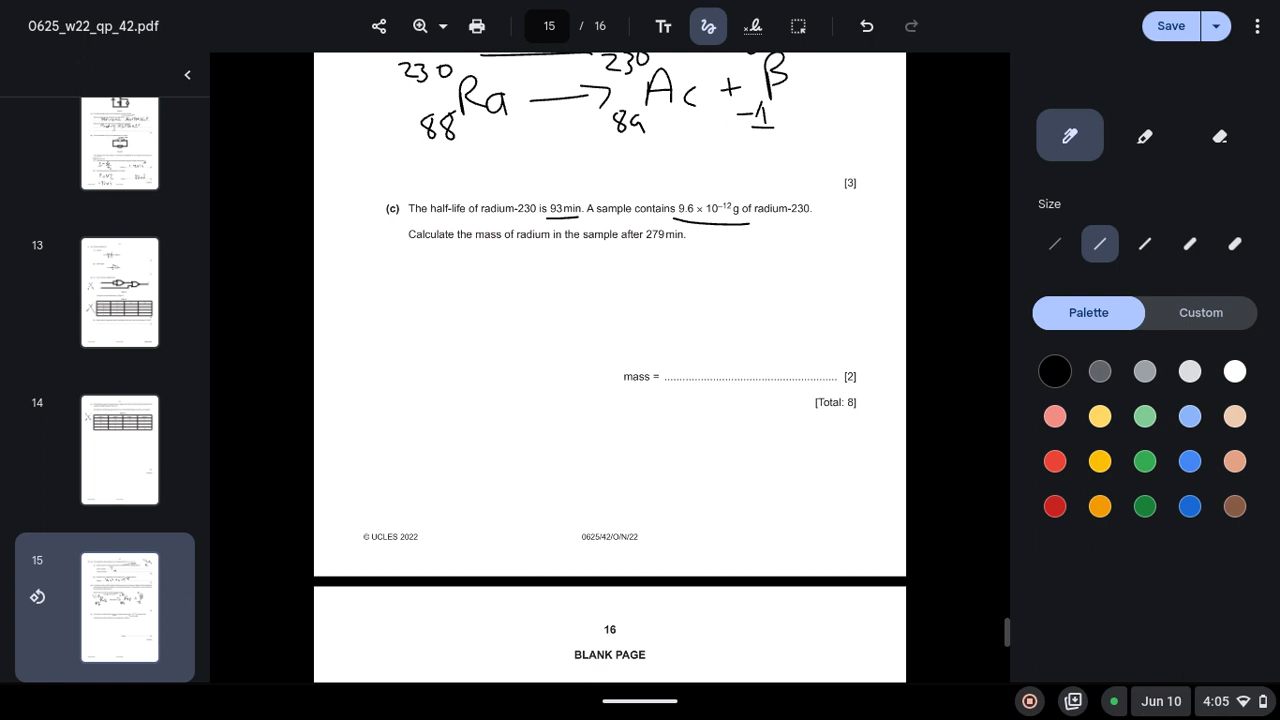 0625_w22_qp_42.pdf
15 / 16
Save
230 Ra → 230 Ac + β
88 89 -1
[3]
(c) The half-life of radium-230 is 93 min. A sample contains 9.6 × 10⁻¹² g of radium-230.
Calculate the mass of radium in the sample after 279 min.
mass = ......................................................... [2]
[Total: 8]
© UCLES 2022
0625/42/O/N/22
16
BLANK PAGE
13
14
15
Size
Palette
Custom
Jun 10
4:05